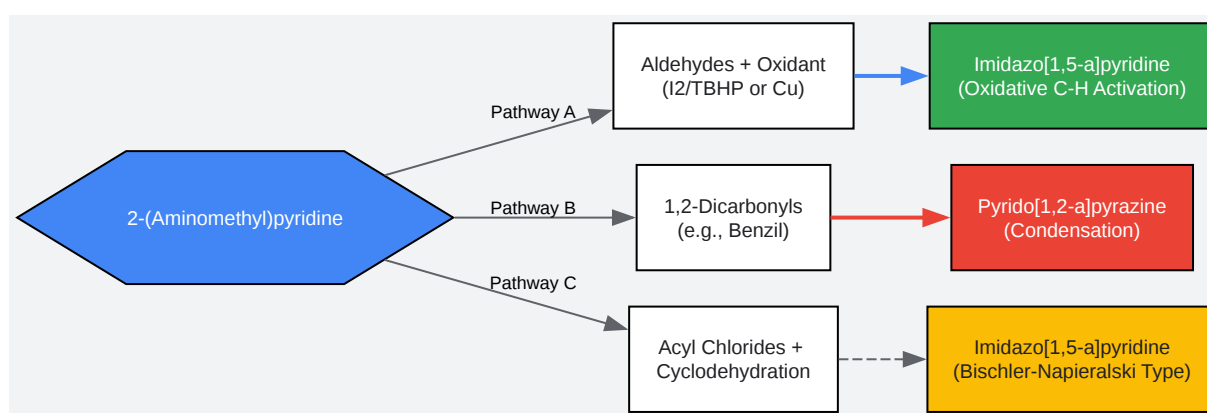 Aldehydes + Oxidant
(I2/TBHP or Cu)
Imidazo[1,5-a]pyridine
(Oxidative C-H Activation)
Pathway A
2-(Aminomethyl)pyridine
Pathway B
1,2-Dicarbonyls
(e.g., Benzil)
Pyrido[1,2-a]pyrazine
(Condensation)
Pathway C
Acyl Chlorides +
Cyclodehydration
Imidazo[1,5-a]pyridine
(Bischler-Napieralski Type)